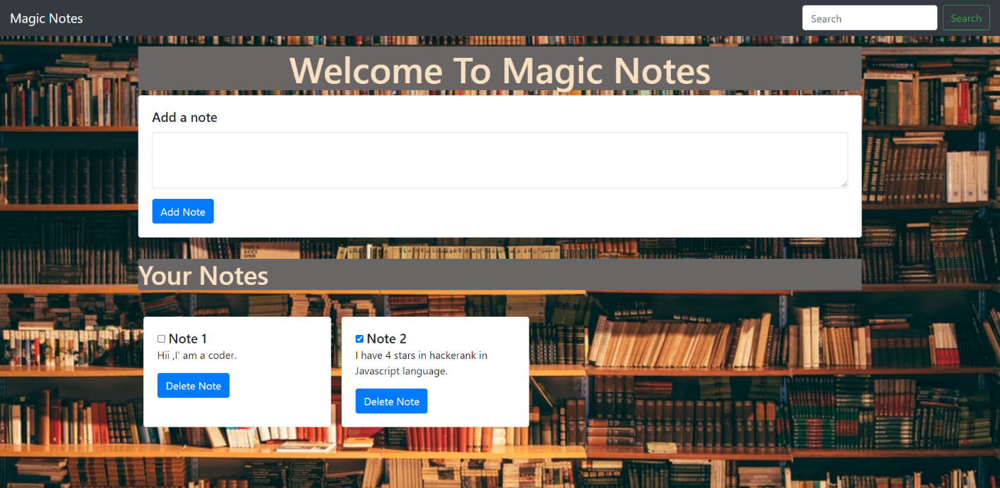 Magic Notes
Search
Search
Welcome To Magic Notes
Add a note
Add Note
Your Notes
Note 1
Hii ,I' am a coder.
Delete Note
Note 2
I have 4 stars in hackerank in
Javascript language.
Delete Note